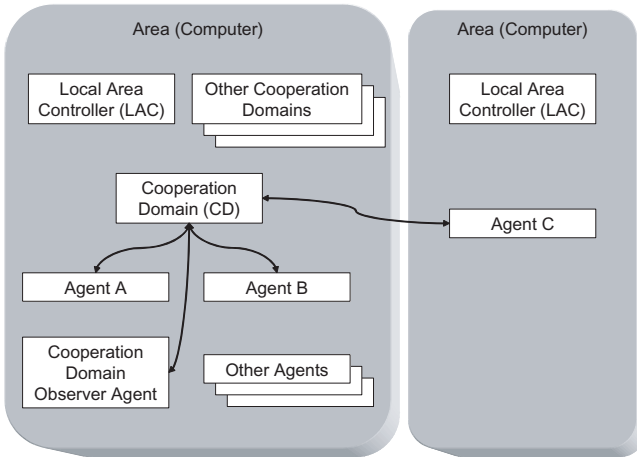 Area (Computer)
Local Area
Controller (LAC)
Other Cooperation
Domains
Cooperation
Domain (CD)
Agent A
Agent B
Cooperation
Domain
Observer Agent
Other Agents
Area (Computer)
Local Area
Controller (LAC)
Agent C